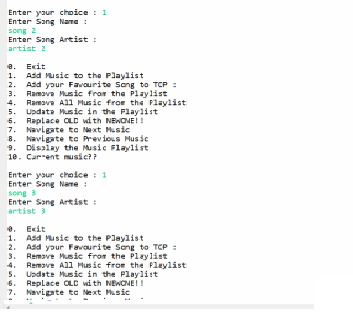 Enter your choice : 1
Enter Song Name :
song 2
Enter Song Artist :
artist 2
0. Exit
1. Add Music to the Playlist
2. Add your Favourite Song to TOP :
3. Remove Music from the Playlist
4. Remove All Music from the Playlist
5. Update Music in the Playlist
6. Replace OLD with NEWONE!!
7. Navigate to Next Music
8. Navigate to Previous Music
9. Display the Music Playlist
10. Current music??
Enter your choice : 1
Enter Song Name :
song 3
Enter Song Artist :
artist 3
0. Exit
1. Add Music to the Playlist
2. Add your Favourite Song to TOP :
3. Remove Music from the Playlist
4. Remove All Music from the Playlist
5. Update Music in the Playlist
6. Replace OLD with NEWONE!!
7. Navigate to Next Music